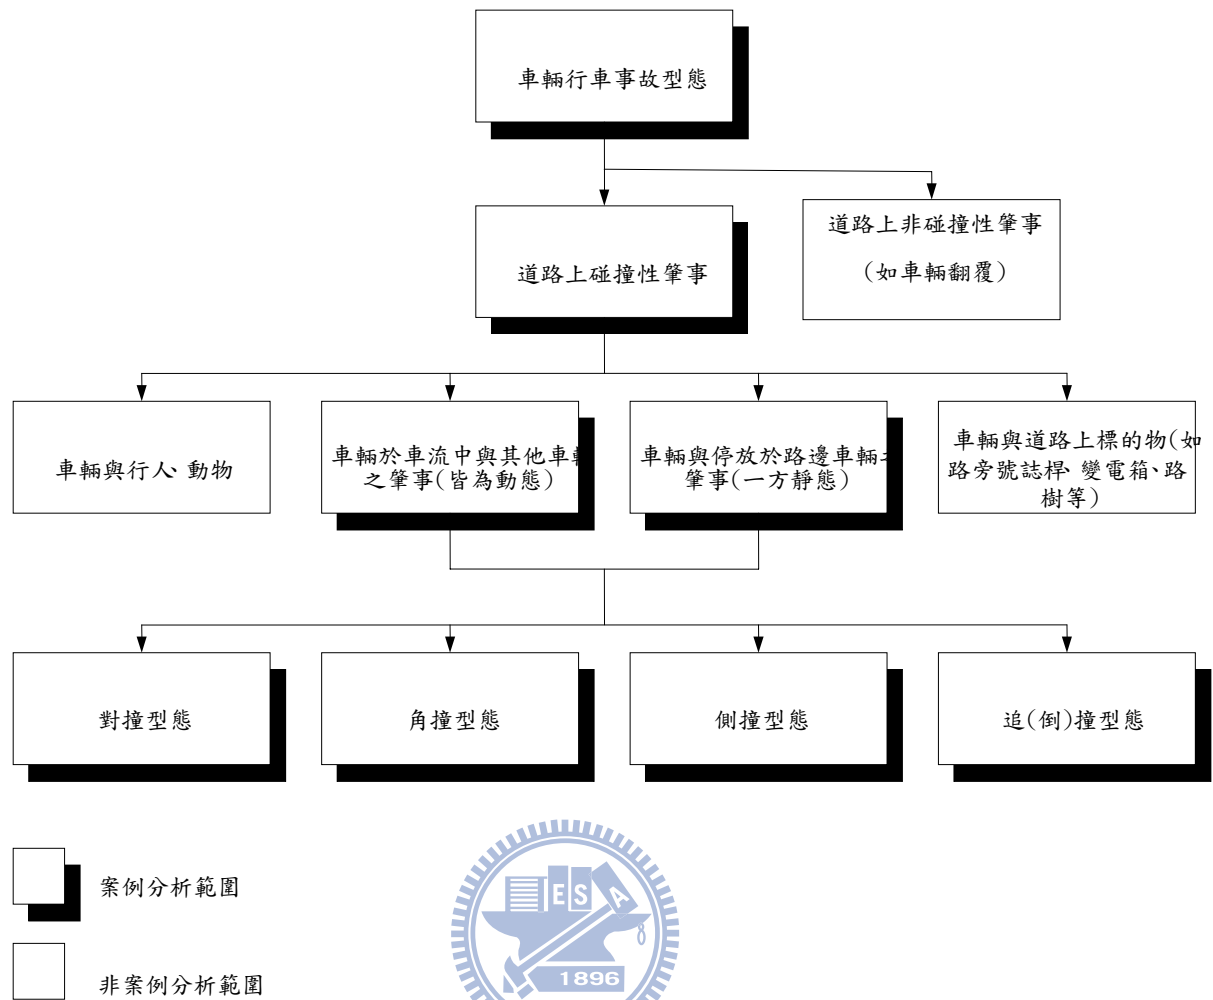 車輛行車事故型態
道路上碰撞性肇事
道路上非碰撞性肇事
(如車輛翻覆)
車輛與行人、動物
車輛於車流中與其他車輛
之肇事(皆為動態)
車輛與停放於路邊車輛之
肇事(一方靜態)
車輛與道路上標的物(如
路旁號誌桿、變電箱、路
樹等)
對撞型態
角撞型態
側撞型態
追(倒)撞型態
案例分析範圍
非案例分析範圍
E S A
1896